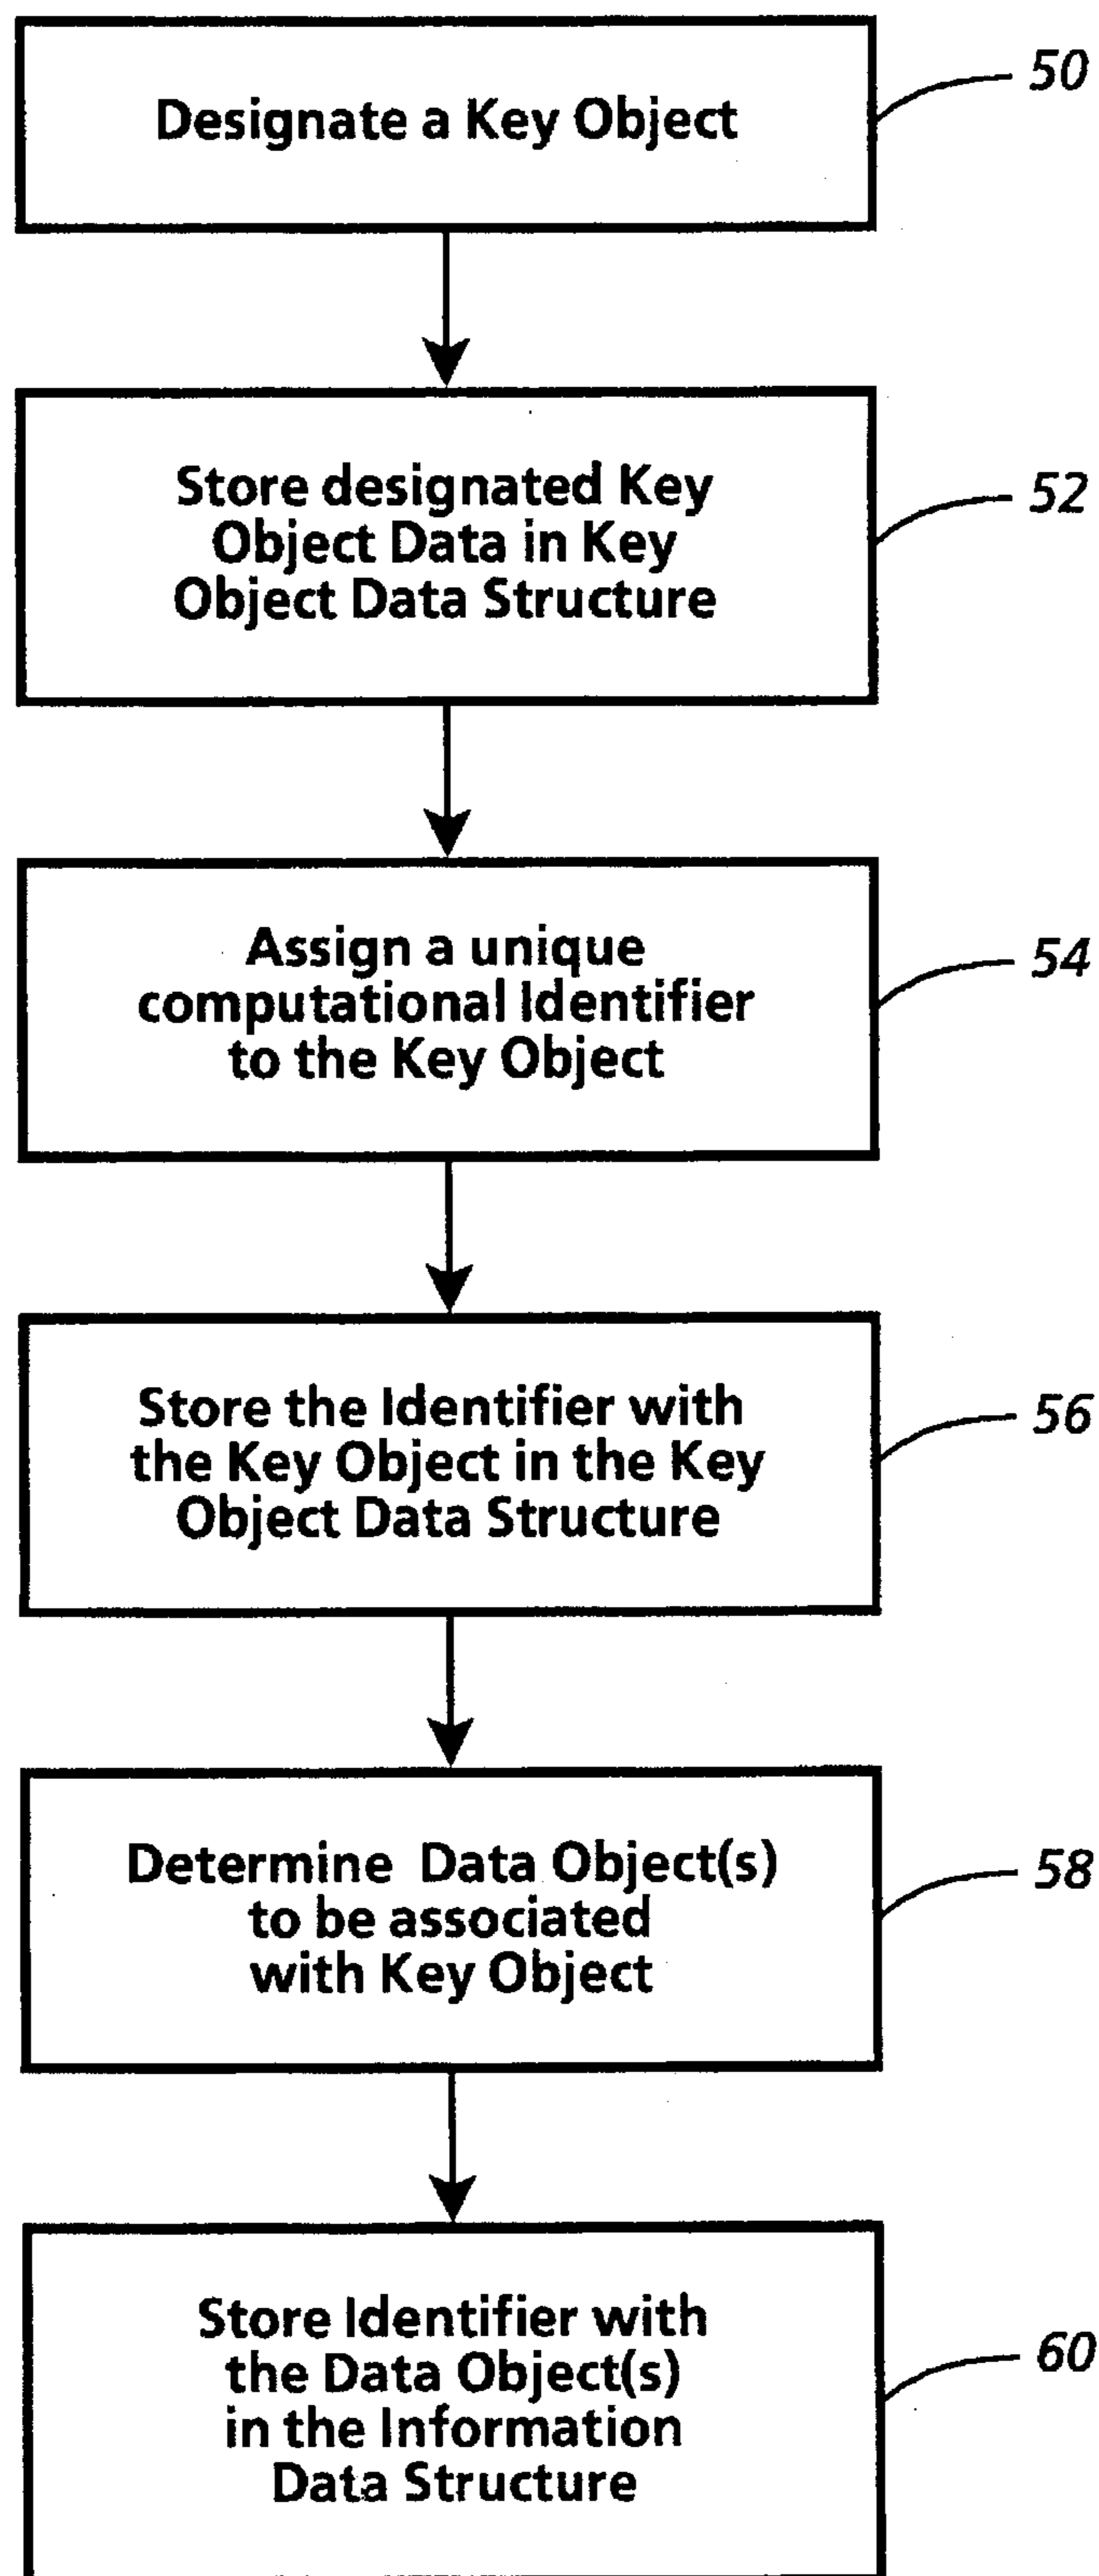 Designate a Key Object
50
Store designated Key
Object Data in Key
Object Data Structure
52
Assign a unique
computational Identifier
to the Key Object
54
Store the Identifier with
the Key Object in the Key
Object Data Structure
56
Determine Data Object(s)
to be associated
with Key Object
58
Store Identifier with
the Data Object(s)
in the Information
Data Structure
60